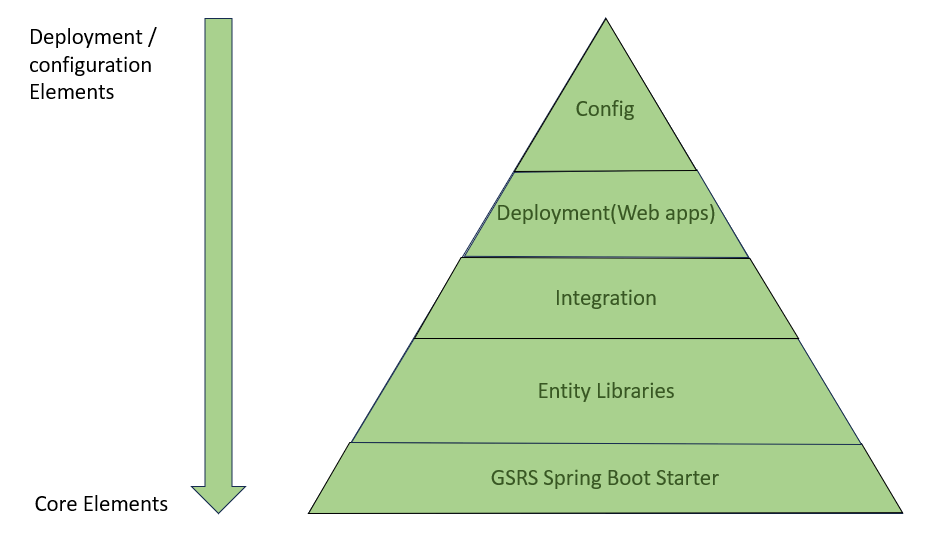 Deployment /
configuration
Elements
Config
Deployment(Web apps)
Integration
Entity Libraries
GSRS Spring Boot Starter
Core Elements